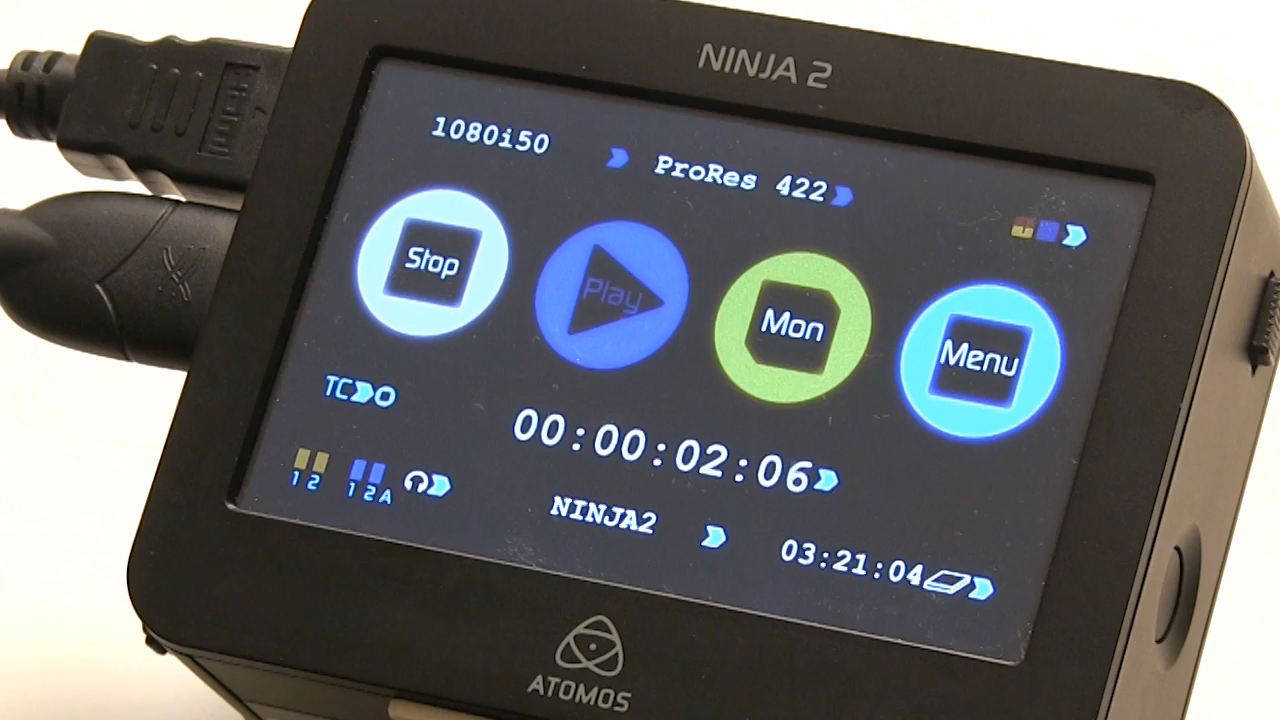 NINJA 2
HDMI
1080i50 ProRes 422
Stop Play Mon Menu
TC
00:00:02:06
1 2 1 2 A
NINJA2
03:21:04
ATOMOS